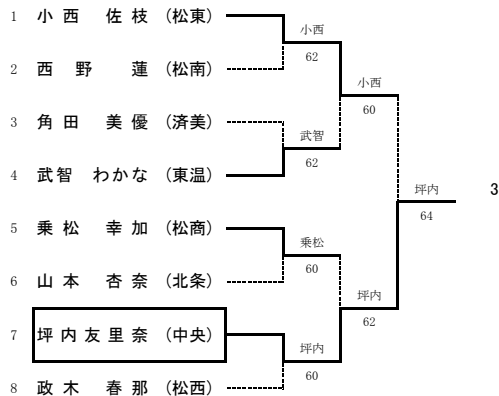 1 小西 佐枝 (松東)
小西
62
2 西野 蓮 (松南)
小西
60
3 角田 美優 (済美)
武智
62
4 武智 わかな (東温)
坪内
64
3
5 乗松 幸加 (松商)
乗松
60
6 山本 杏奈 (北条)
坪内
62
7 坪内友里奈 (中央)
坪内
60
8 政木 春那 (松西)